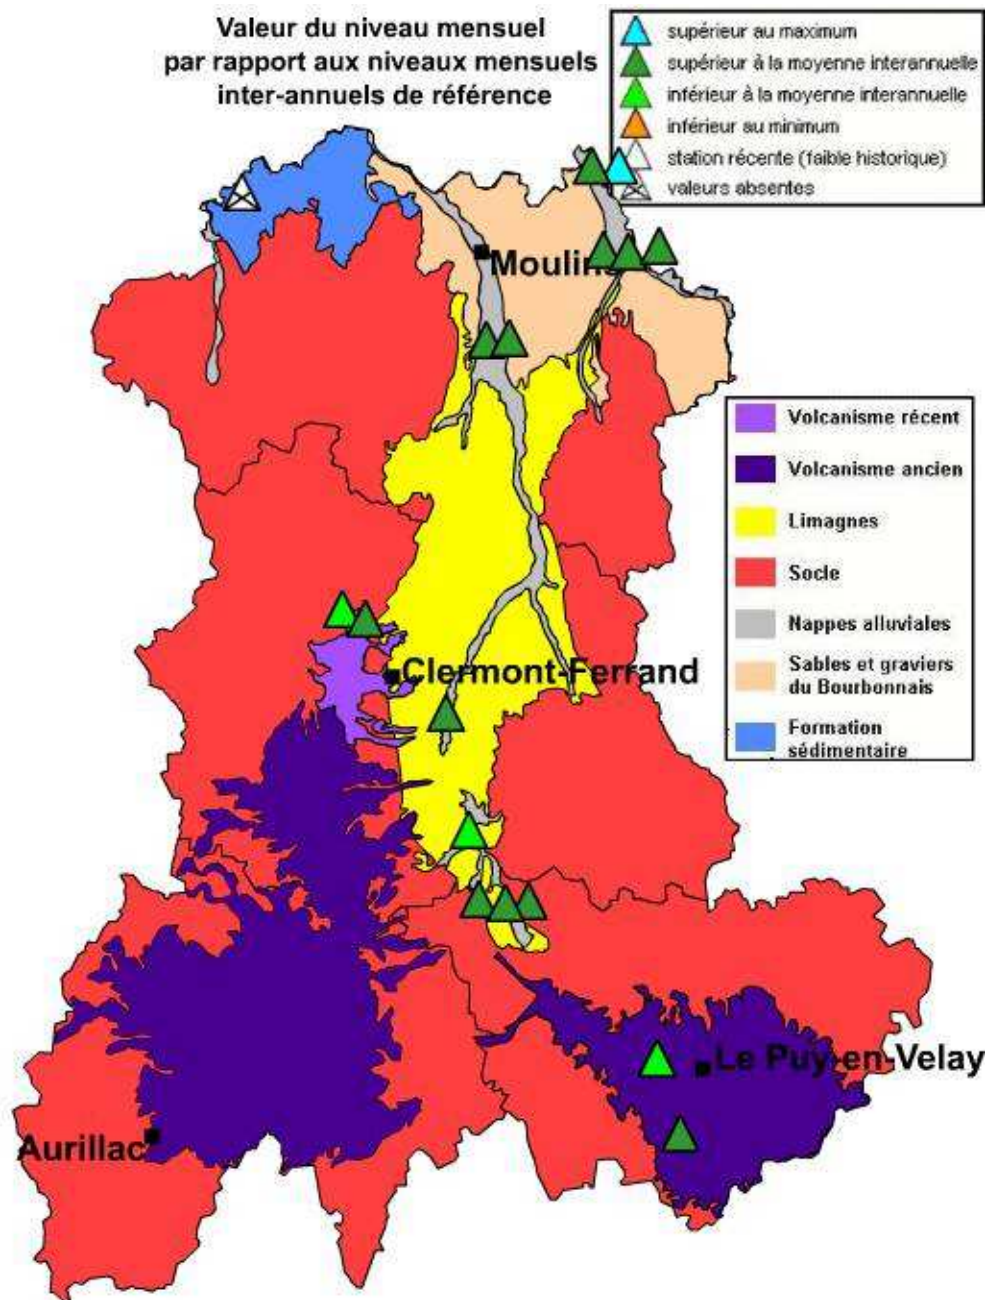 Valeur du niveau mensuel
par rapport aux niveaux mensuels
inter-annuels de référence
supérieur au maximum
supérieur à la moyenne interannuelle
inférieur à la moyenne interannuelle
inférieur au minimum
station récente (faible historique)
valeurs absentes
Moulins
Volcanisme récent
Volcanisme ancien
Limagnes
Socle
Nappes alluviales
Sables et graviers
du Bourbonnais
Formation
sédimentaire
Clermont-Ferrand
Le Puy-en-Velay
Aurillac